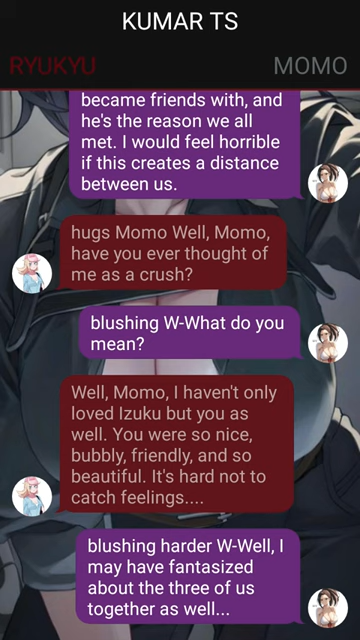 KUMAR TS
RYUKYU
MOMO
became friends with, and
he's the reason we all
met. I would feel horrible
if this creates a distance
between us.
hugs Momo Well, Momo,
have you ever thought of
me as a crush?
blushing W-What do you
mean?
Well, Momo, I haven't only
loved Izuku but you as
well. You were so nice,
bubbly, friendly, and so
beautiful. It's hard not to
catch feelings....
blushing harder W-Well, I
may have fantasized
about the three of us
together as well...